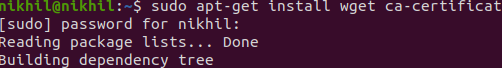 nikhil@nikhil:~$ sudo apt-get install wget ca-certificat
[sudo] password for nikhil:
Reading package lists... Done
Building dependency tree